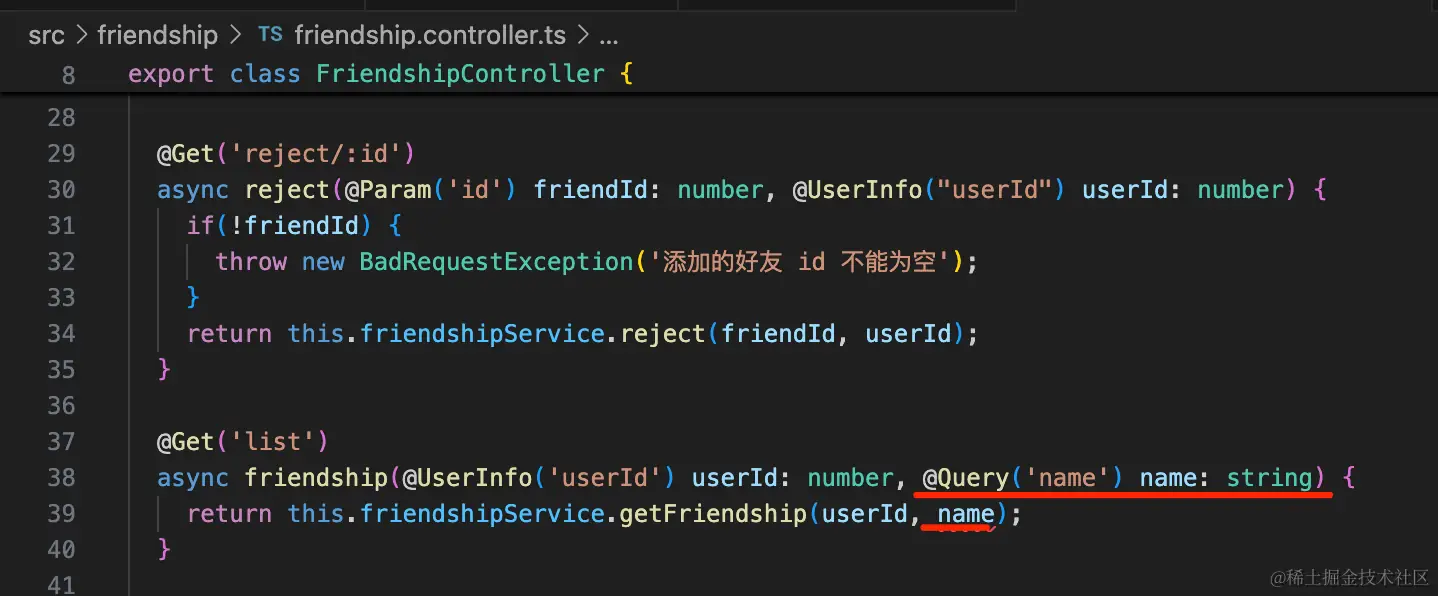 src > friendship > TS friendship.controller.ts > ...
8 export class FriendshipController {
28
29 @Get('reject/:id')
30 async reject(@Param('id') friendId: number, @UserInfo("userId") userId: number) {
31 if(!friendId) {
32 throw new BadRequestException('添加的好友 id 不能为空');
33 }
34 return this.friendshipService.reject(friendId, userId);
35 }
36
37 @Get('list')
38 async friendship(@UserInfo('userId') userId: number, @Query('name') name: string) {
39 return this.friendshipService.getFriendship(userId, name);
40 }
41
@稀土掘金技术社区